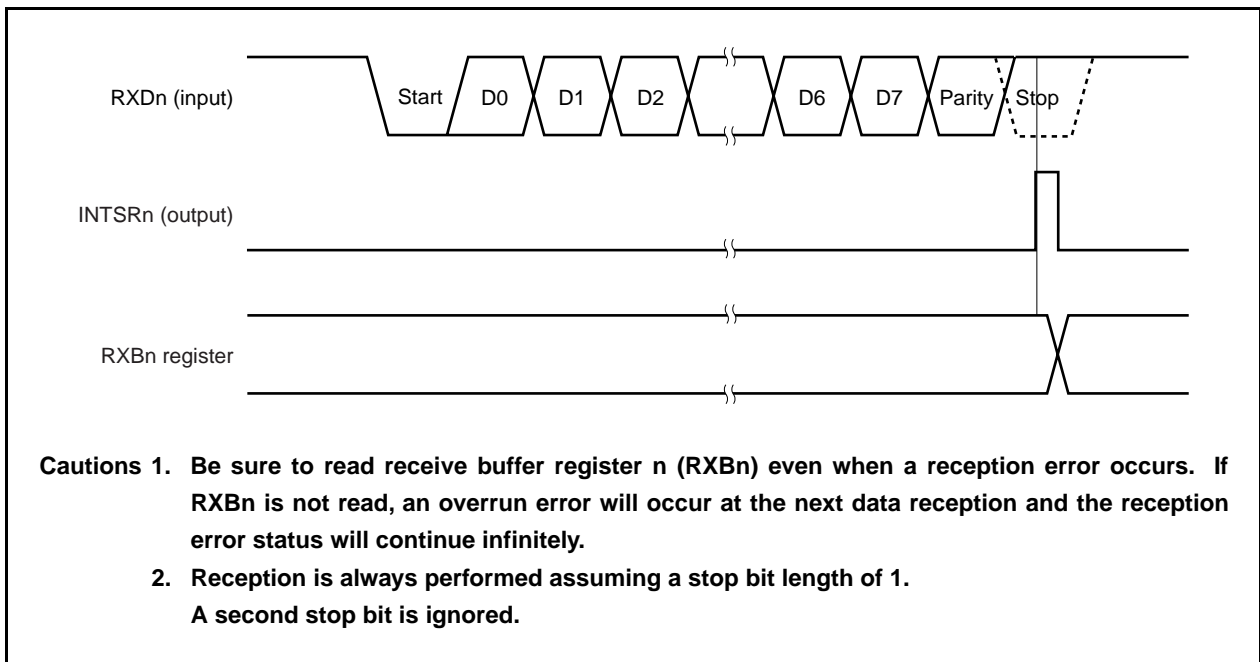 RXDn (input)
Start
D0
D1
D2
D6
D7
Parity
Stop
INTSRn (output)
RXBn register
Cautions 1. Be sure to read receive buffer register n (RXBn) even when a reception error occurs. If
RXBn is not read, an overrun error will occur at the next data reception and the reception
error status will continue infinitely.
2. Reception is always performed assuming a stop bit length of 1.
A second stop bit is ignored.